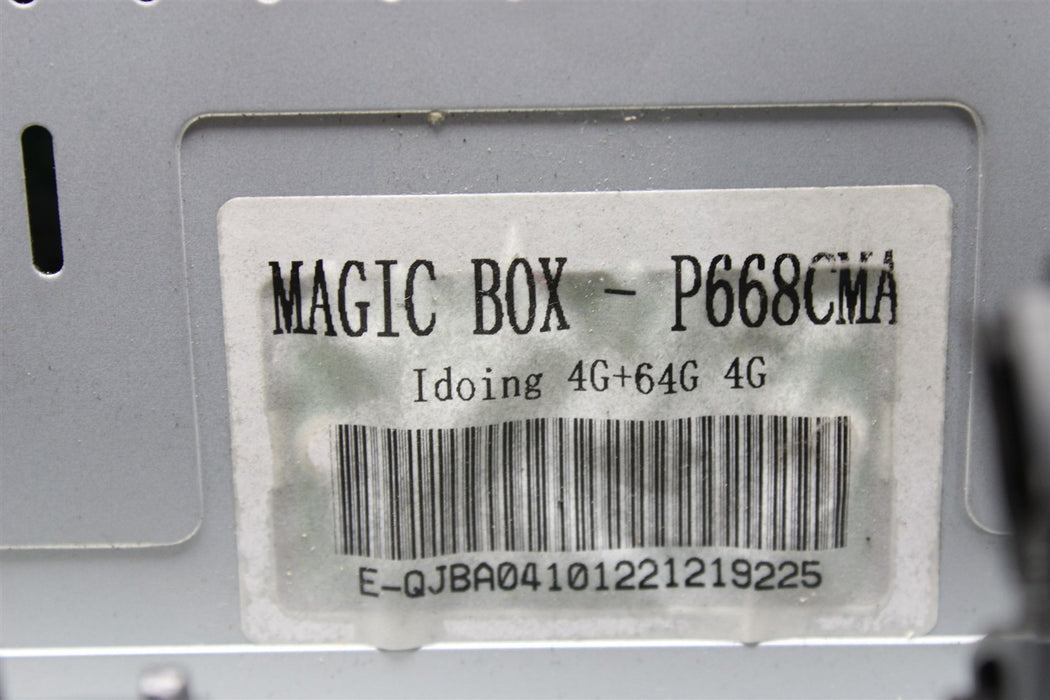 MAGIC BOX - P668CMA
Idoing 4G+64G 4G
E-QJBA04101221219225